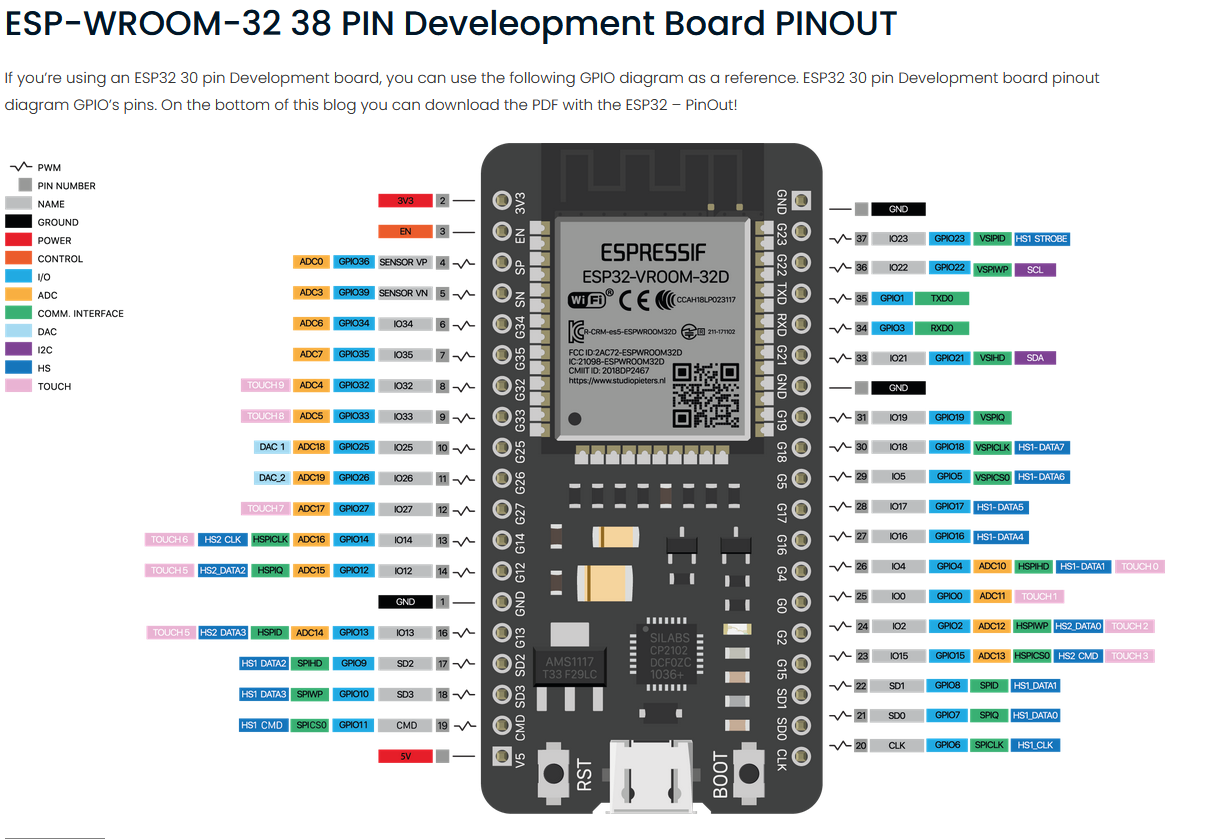 ESP-WROOM-32 38 PIN Develeopment Board PINOUT
If you're using an ESP32 30 pin Development board, you can use the following GPIO diagram as a reference. ESP32 30 pin Development board pinout
diagram GPIO's pins. On the bottom of this blog you can download the PDF with the ESP32 – PinOut!
PWM
PIN NUMBER
NAME
GROUND
POWER
CONTROL
I/O
ADC
COMM. INTERFACE
DAC
I2C
HS
TOUCH
3V3 2
EN 3
ADC0 GPIO36 SENSOR VP 4
ADC3 GPIO39 SENSOR VN 5
ADC6 GPIO34 IO34 6
ADC7 GPIO35 IO35 7
TOUCH 9 ADC4 GPIO32 IO32 8
TOUCH 8 ADC5 GPIO33 IO33 9
DAC 1 ADC18 GPIO25 IO25 10
DAC_2 ADC19 GPIO26 IO26 11
TOUCH 7 ADC17 GPIO27 IO27 12
TOUCH 6 HS2 CLK HSPICLK ADC16 GPIO14 IO14 13
TOUCH 5 HS2_DATA2 HSPIQ ADC15 GPIO12 IO12 14
GND 1
TOUCH 5 HS2 DATA3 HSPID ADC14 GPIO13 IO13 16
HS1 DATA2 SPIHD GPIO9 SD2 17
HS1 DATA3 SPIWP GPIO10 SD3 18
HS1 CMD SPICS0 GPIO11 CMD 19
5V
3V3
EN
SP
SN
G34
G35
G32
G33
G25
G26
G27
G14
G12
GND
G13
SD2
SD3
CMD
V5
ESPRESSIF
ESP32-VROOM-32D
Wi Fi ® CE CCAH18LP023117
R-CRM-es5-ESPWROOM32D R 211-171102
FCC ID:2AC72-ESPWROOM32D
IC:21098-ESPWROOM32D
CMIIT ID: 2018DP2467
https://www.studiopieters.nl
AMS1117
T33 F29LC
SILABS
CP2102
DCF0ZC
1036+
RST
BOOT
GND
G23
G22
TXD
RXD
G21
GND
G19
G18
G5
G17
G16
G4
G0
G2
G15
SD1
SD0
CLK
GND
37 IO23 GPIO23 VSIPID HS1 STROBE
36 IO22 GPIO22 VSPIWP SCL
35 GPIO1 TXD0
34 GPIO3 RXD0
33 IO21 GPIO21 VSIHD SDA
GND
31 IO19 GPIO19 VSPIQ
30 IO18 GPIO18 VSPICLK HS1- DATA7
29 IO5 GPIO5 VSPICS0 HS1- DATA6
28 IO17 GPIO17 HS1- DATA5
27 IO16 GPIO16 HS1- DATA4
26 IO4 GPIO4 ADC10 HSPIHD HS1- DATA1 TOUCH 0
25 IO0 GPIO0 ADC11 TOUCH 1
24 IO2 GPIO2 ADC12 HSPIWP HS2_DATA0 TOUCH 2
23 IO15 GPIO15 ADC13 HSPICS0 HS2 CMD TOUCH 3
22 SD1 GPIO8 SPID HS1_DATA1
21 SD0 GPIO7 SPIQ HS1_DATA0
20 CLK GPIO6 SPICLK HS1_CLK